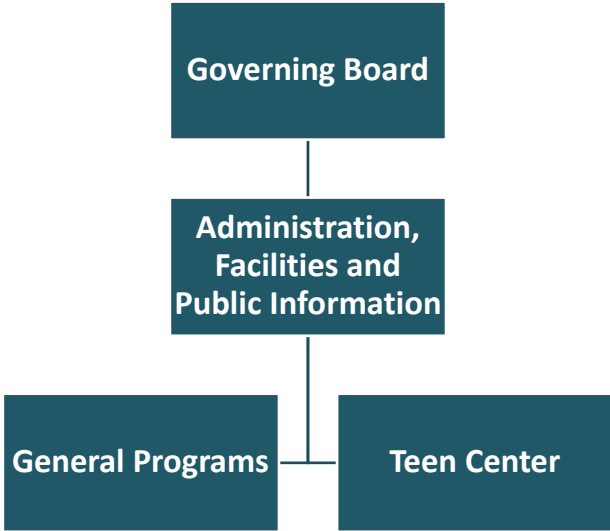 Governing Board
Administration,
Facilities and
Public Information
General Programs
Teen Center